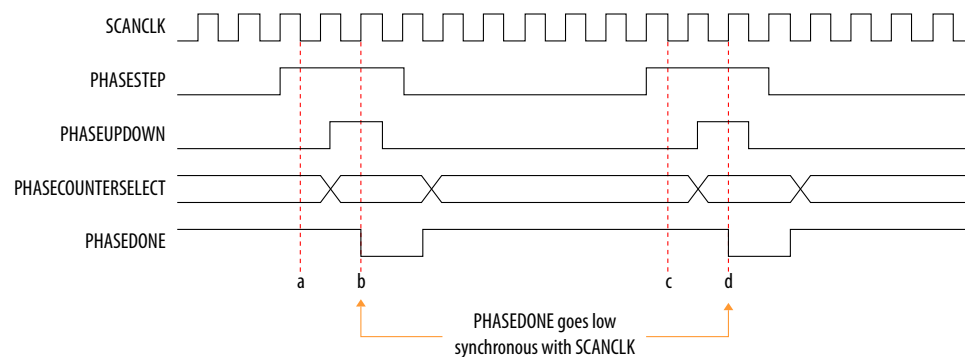 SCANCLK
PHASESTEP
PHASEUPDOWN
PHASECOUNTERSELECT
PHASEDONE
a b c d
PHASEDONE goes low
synchronous with SCANCLK